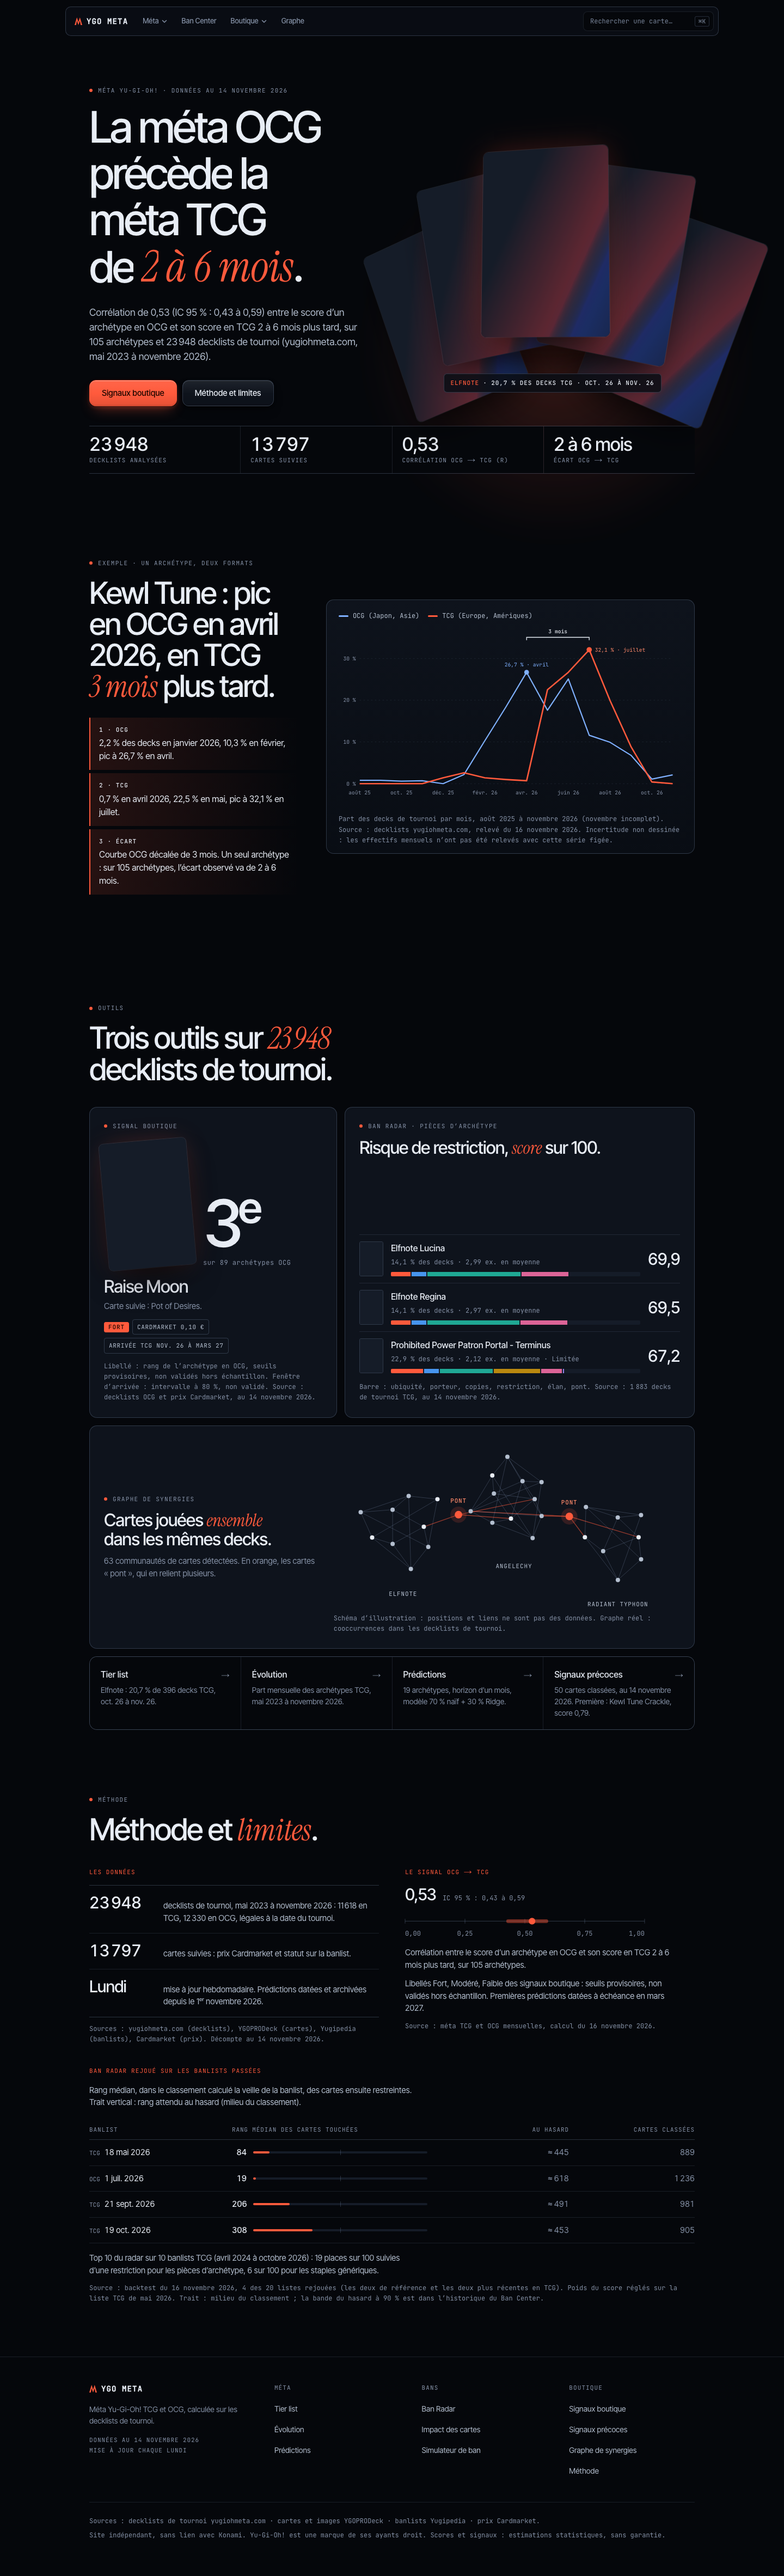 YGO META
Méta
Ban Center
Boutique
Graphe
Rechercher une carte…
⌘K
MÉTA YU-GI-OH! · DONNÉES AU 14 NOVEMBRE 2026
La méta OCG
précède la
méta TCG
de 2 à 6 mois.
Corrélation de 0,53 (IC 95 % : 0,43 à 0,59) entre le score d’un
archétype en OCG et son score en TCG 2 à 6 mois plus tard, sur
105 archétypes et 23 948 decklists de tournoi (yugiohmeta.com,
mai 2023 à novembre 2026).
Signaux boutique
Méthode et limites
ELFNOTE · 20,7 % DES DECKS TCG · OCT. 26 À NOV. 26
23 948
DECKLISTS ANALYSÉES
13 797
CARTES SUIVIES
0,53
CORRÉLATION OCG → TCG (R)
2 à 6 mois
ÉCART OCG → TCG
EXEMPLE · UN ARCHÉTYPE, DEUX FORMATS
Kewl Tune : pic
en OCG en avril
2026, en TCG
3 mois plus tard.
1 · OCG
2,2 % des decks en janvier 2026, 10,3 % en février,
pic à 26,7 % en avril.
2 · TCG
0,7 % en avril 2026, 22,5 % en mai, pic à 32,1 % en
juillet.
3 · ÉCART
Courbe OCG décalée de 3 mois. Un seul archétype
: sur 105 archétypes, l’écart observé va de 2 à 6
mois.
OCG (Japon, Asie)
TCG (Europe, Amériques)
3 mois
32,1 % · juillet
26,7 % · avril
30 %
20 %
10 %
0 %
août 25
oct. 25
déc. 25
févr. 26
avr. 26
juin 26
août 26
oct. 26
Part des decks de tournoi par mois, août 2025 à novembre 2026 (novembre incomplet).
Source : decklists yugiohmeta.com, relevé du 16 novembre 2026. Incertitude non dessinée
: les effectifs mensuels n’ont pas été relevés avec cette série figée.
OUTILS
Trois outils sur 23 948
decklists de tournoi.
SIGNAL BOUTIQUE
3e
sur 89 archétypes OCG
Raise Moon
Carte suivie : Pot of Desires.
FORT
CARDMARKET 0,10 €
ARRIVÉE TCG NOV. 26 À MARS 27
Libellé : rang de l’archétype en OCG, seuils
provisoires, non validés hors échantillon. Fenêtre
d’arrivée : intervalle à 80 %, non validé. Source :
decklists OCG et prix Cardmarket, au 14 novembre 2026.
BAN RADAR · PIÈCES D’ARCHÉTYPE
Risque de restriction, score sur 100.
Elfnote Lucina
14,1 % des decks · 2,99 ex. en moyenne
69,9
Elfnote Regina
14,1 % des decks · 2,97 ex. en moyenne
69,5
Prohibited Power Patron Portal - Terminus
22,9 % des decks · 2,12 ex. en moyenne · Limitée
67,2
Barre : ubiquité, porteur, copies, restriction, élan, pont. Source : 1 883 decks
de tournoi TCG, au 14 novembre 2026.
GRAPHE DE SYNERGIES
Cartes jouées ensemble
dans les mêmes decks.
63 communautés de cartes détectées. En orange, les cartes
« pont », qui en relient plusieurs.
PONT
PONT
ANGELECHY
ELFNOTE
RADIANT TYPHOON
Schéma d’illustration : positions et liens ne sont pas des données. Graphe réel :
cooccurrences dans les decklists de tournoi.
Tier list →
Elfnote : 20,7 % de 396 decks TCG,
oct. 26 à nov. 26.
Évolution →
Part mensuelle des archétypes TCG,
mai 2023 à novembre 2026.
Prédictions →
19 archétypes, horizon d’un mois,
modèle 70 % naïf + 30 % Ridge.
Signaux précoces →
50 cartes classées, au 14 novembre
2026. Première : Kewl Tune Crackle,
score 0,79.
MÉTHODE
Méthode et limites.
LES DONNÉES
23 948
decklists de tournoi, mai 2023 à novembre 2026 : 11 618 en
TCG, 12 330 en OCG, légales à la date du tournoi.
13 797
cartes suivies : prix Cardmarket et statut sur la banlist.
Lundi
mise à jour hebdomadaire. Prédictions datées et archivées
depuis le 1er novembre 2026.
Sources : yugiohmeta.com (decklists), YGOPRODeck (cartes), Yugipedia
(banlists), Cardmarket (prix). Décompte au 14 novembre 2026.
LE SIGNAL OCG → TCG
0,53 IC 95 % : 0,43 à 0,59
0,00
0,25
0,50
0,75
1,00
Corrélation entre le score d’un archétype en OCG et son score en TCG 2 à 6
mois plus tard, sur 105 archétypes.
Libellés Fort, Modéré, Faible des signaux boutique : seuils provisoires, non
validés hors échantillon. Premières prédictions datées à échéance en mars
2027.
Source : méta TCG et OCG mensuelles, calcul du 16 novembre 2026.
BAN RADAR REJOUÉ SUR LES BANLISTS PASSÉES
Rang médian, dans le classement calculé la veille de la banlist, des cartes ensuite restreintes.
Trait vertical : rang attendu au hasard (milieu du classement).
BANLIST
RANG MÉDIAN DES CARTES TOUCHÉES
AU HASARD
CARTES CLASSÉES
TCG 18 mai 2026 84 ≈ 445 889
OCG 1 juil. 2026 19 ≈ 618 1 236
TCG 21 sept. 2026 206 ≈ 491 981
TCG 19 oct. 2026 308 ≈ 453 905
Top 10 du radar sur 10 banlists TCG (avril 2024 à octobre 2026) : 19 places sur 100 suivies
d’une restriction pour les pièces d’archétype, 6 sur 100 pour les staples génériques.
Source : backtest du 16 novembre 2026, 4 des 20 listes rejouées (les deux de référence et les deux plus récentes en TCG). Poids du score réglés sur la
liste TCG de mai 2026. Trait : milieu du classement ; la bande du hasard à 90 % est dans l’historique du Ban Center.
YGO META
Méta Yu-Gi-Oh! TCG et OCG, calculée sur les
decklists de tournoi.
DONNÉES AU 14 NOVEMBRE 2026
MISE À JOUR CHAQUE LUNDI
MÉTA
Tier list
Évolution
Prédictions
BANS
Ban Radar
Impact des cartes
Simulateur de ban
BOUTIQUE
Signaux boutique
Signaux précoces
Graphe de synergies
Méthode
Sources : decklists de tournoi yugiohmeta.com · cartes et images YGOPRODeck · banlists Yugipedia · prix Cardmarket.
Site indépendant, sans lien avec Konami. Yu-Gi-Oh! est une marque de ses ayants droit. Scores et signaux : estimations statistiques, sans garantie.